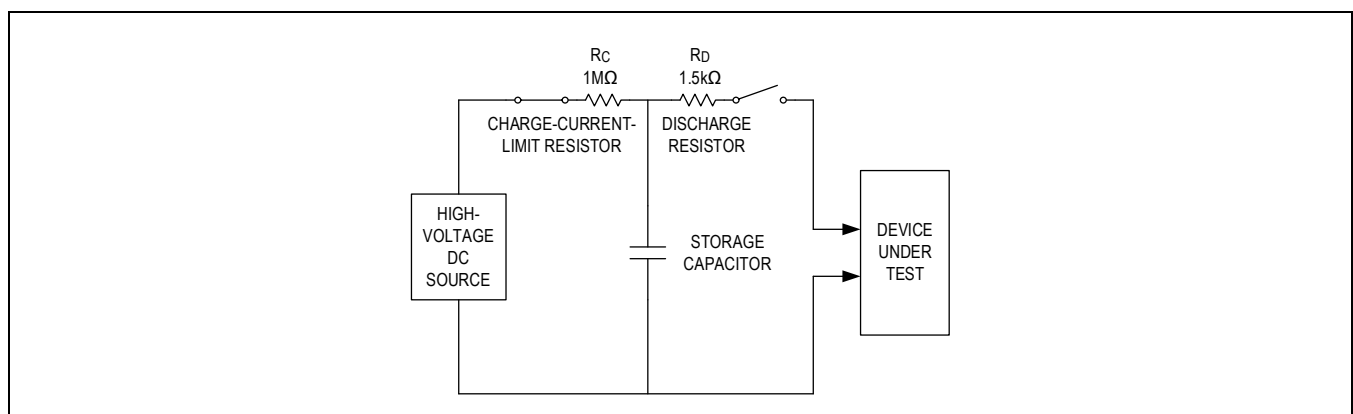 RC
1MΩ
RD
1.5kΩ
CHARGE-CURRENT-
LIMIT RESISTOR
DISCHARGE
RESISTOR
HIGH-
VOLTAGE
DC
SOURCE
STORAGE
CAPACITOR
DEVICE
UNDER
TEST